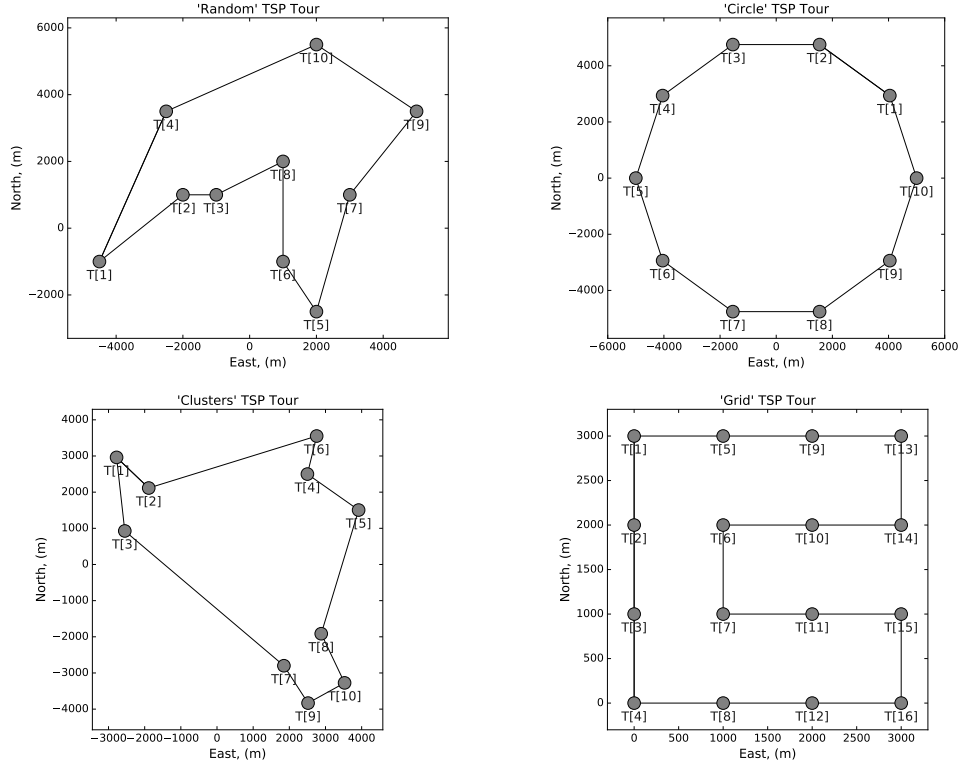 'Random' TSP Tour
6000
4000
2000
0
−2000
North, (m)
T[10]
T[4]
T[9]
T[8]
T[2]
T[3]
T[7]
T[1]
T[6]
T[5]
−4000
−2000
0
2000
4000
East, (m)
'Circle' TSP Tour
4000
2000
0
−2000
−4000
North, (m)
T[3]
T[2]
T[4]
T[1]
T[5]
T[10]
T[6]
T[9]
T[7]
T[8]
−6000
−4000
−2000
0
2000
4000
6000
East, (m)
'Clusters' TSP Tour
4000
3000
2000
1000
0
−1000
−2000
−3000
−4000
North, (m)
T[6]
T[1]
T[4]
T[2]
T[5]
T[3]
T[8]
T[7]
T[10]
T[9]
−3000
−2000
−1000
0
1000
2000
3000
4000
East, (m)
'Grid' TSP Tour
3000
2500
2000
1500
1000
500
0
North, (m)
T[1]
T[5]
T[9]
T[13]
T[2]
T[6]
T[10]
T[14]
T[3]
T[7]
T[11]
T[15]
T[4]
T[8]
T[12]
T[16]
0
500
1000
1500
2000
2500
3000
East, (m)